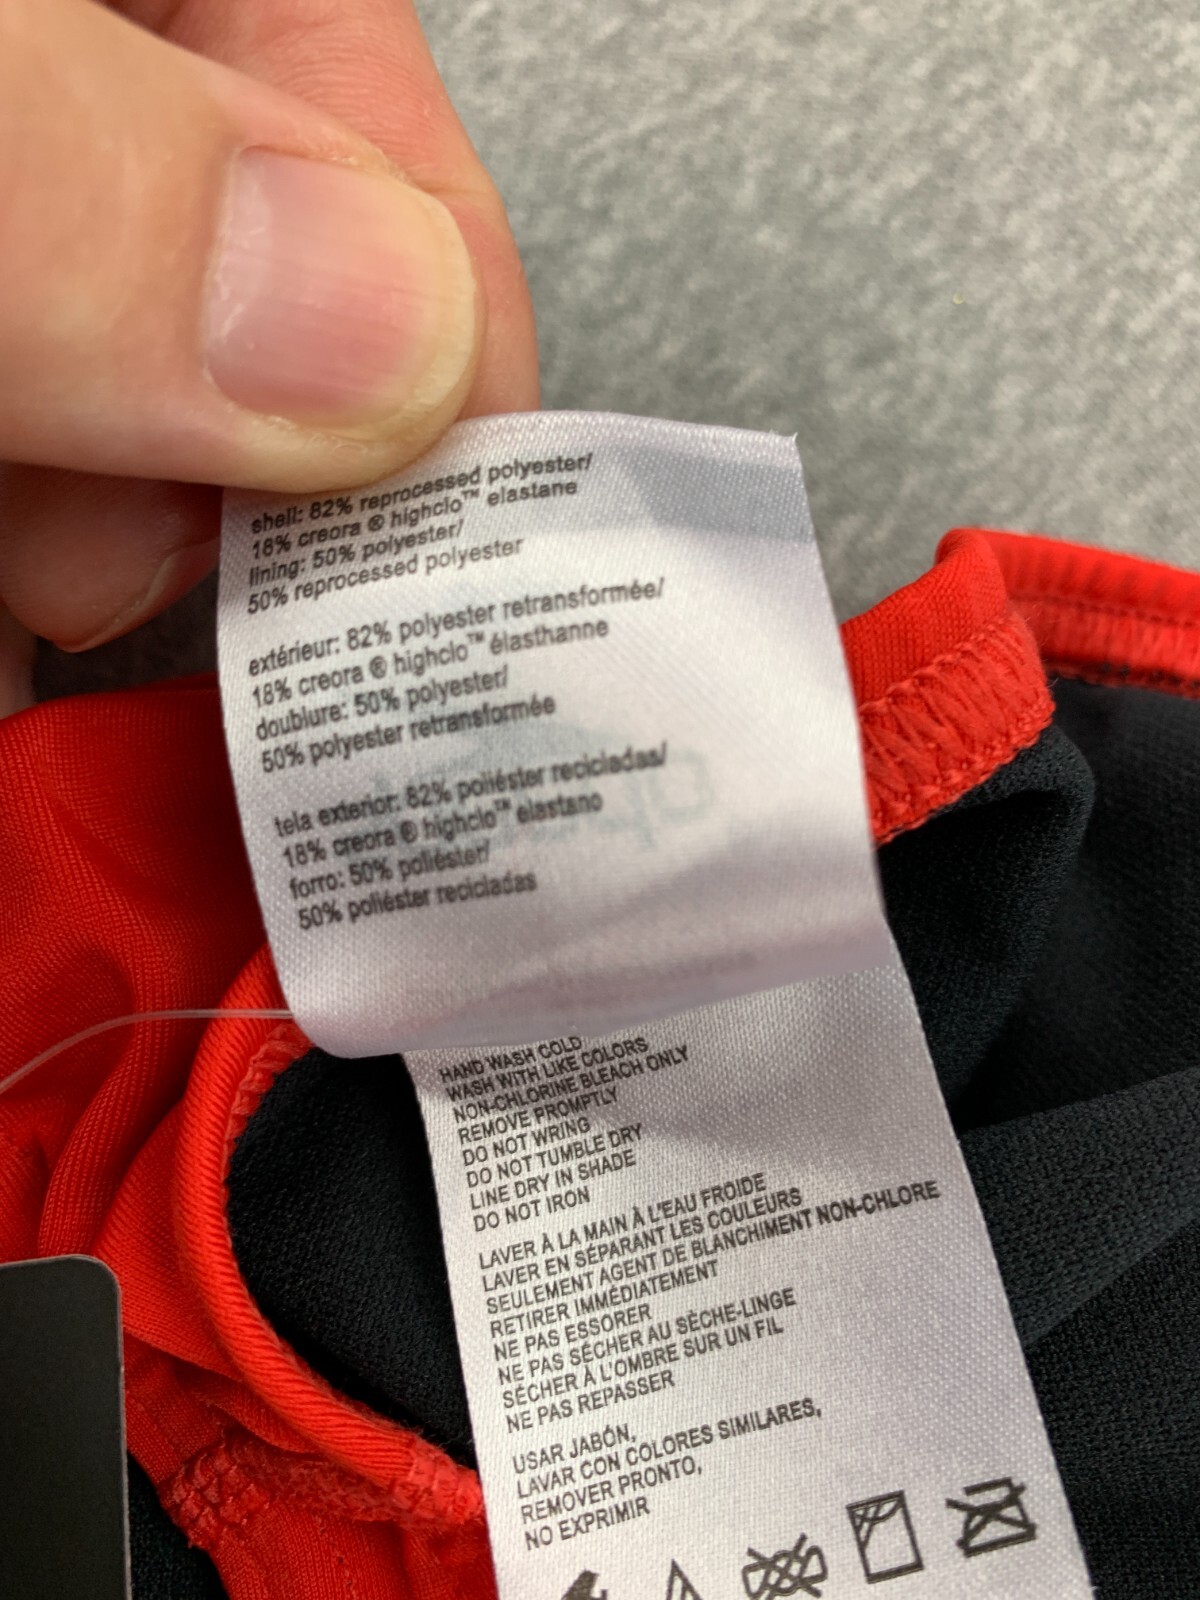 shell: 82% reprocessed polyester/
18% creora ® highclo™ elastane
lining: 50% polyester/
50% reprocessed polyester
extérieur: 82% polyester retransformée/
18% creora ® highclo™ élasthanne
doublure: 50% polyester/
50% polyester retransformée
tela exterior: 82% poliéster recicladas/
18% creora ® highclo™ elastano
forro: 50% poliéster/
50% poliéster recicladas
HAND WASH COLD
WASH WITH LIKE COLORS
NON-CHLORINE BLEACH ONLY
REMOVE PROMPTLY
DO NOT WRING
DO NOT TUMBLE DRY
LINE DRY IN SHADE
DO NOT IRON
LAVER À LA MAIN À L'EAU FROIDE
LAVER EN SÉPARANT LES COULEURS
SEULEMENT AGENT DE BLANCHIMENT NON-CHLORE
RETIRER IMMÉDIATEMENT
NE PAS ESSORER
NE PAS SÉCHER AU SÈCHE-LINGE
SÉCHER À L'OMBRE SUR UN FIL
NE PAS REPASSER
USAR JABÓN,
LAVAR CON COLORES SIMILARES,
REMOVER PRONTO,
NO EXPRIMIR